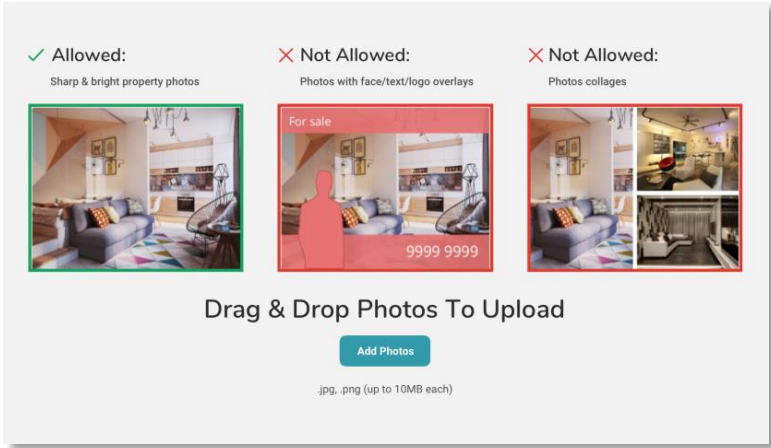 Allowed:
Sharp & bright property photos
Not Allowed:
Photos with face/text/logo overlays
For sale
9999 9999
Not Allowed:
Photos collages
Drag & Drop Photos To Upload
Add Photos
.jpg, .png (up to 10MB each)